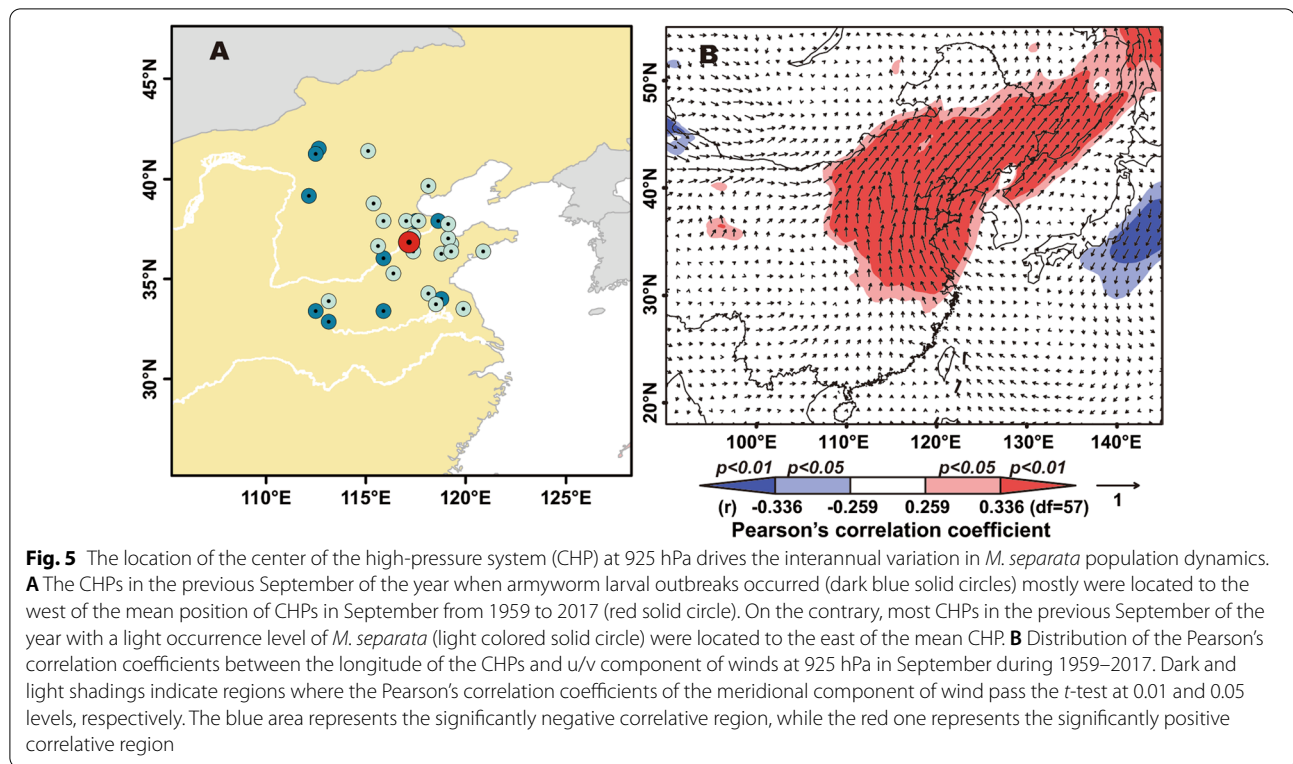 A
B
45°N
40°N
35°N
30°N
110°E
115°E
120°E
125°E
50°N
40°N
30°N
20°N
100°E
110°E
120°E
130°E
140°E
p<0.01 p<0.05 p<0.05 p<0.01
(r) -0.336 -0.259 0.259 0.336 (df=57) 1
Pearson's correlation coefficient
Fig. 5 The location of the center of the high-pressure system (CHP) at 925 hPa drives the interannual variation in M. separata population dynamics.
A The CHPs in the previous September of the year when armyworm larval outbreaks occurred (dark blue solid circles) mostly were located to the
west of the mean position of CHPs in September from 1959 to 2017 (red solid circle). On the contrary, most CHPs in the previous September of the
year with a light occurrence level of M. separata (light colored solid circle) were located to the east of the mean CHP. B Distribution of the Pearson's
correlation coefficients between the longitude of the CHPs and u/v component of winds at 925 hPa in September during 1959–2017. Dark and
light shadings indicate regions where the Pearson's correlation coefficients of the meridional component of wind pass the t-test at 0.01 and 0.05
levels, respectively. The blue area represents the significantly negative correlative region, while the red one represents the significantly positive
correlative region